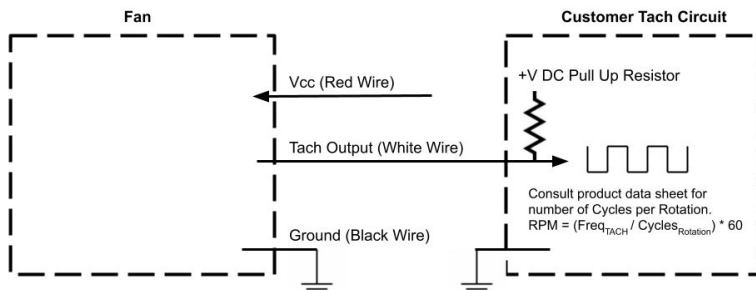 Fan
Customer Tach Circuit
Vcc (Red Wire)
+V DC Pull Up Resistor
Tach Output (White Wire)
Consult product data sheet for
number of Cycles per Rotation.
RPM = (FreqTACH / CyclesRotation) * 60
Ground (Black Wire)